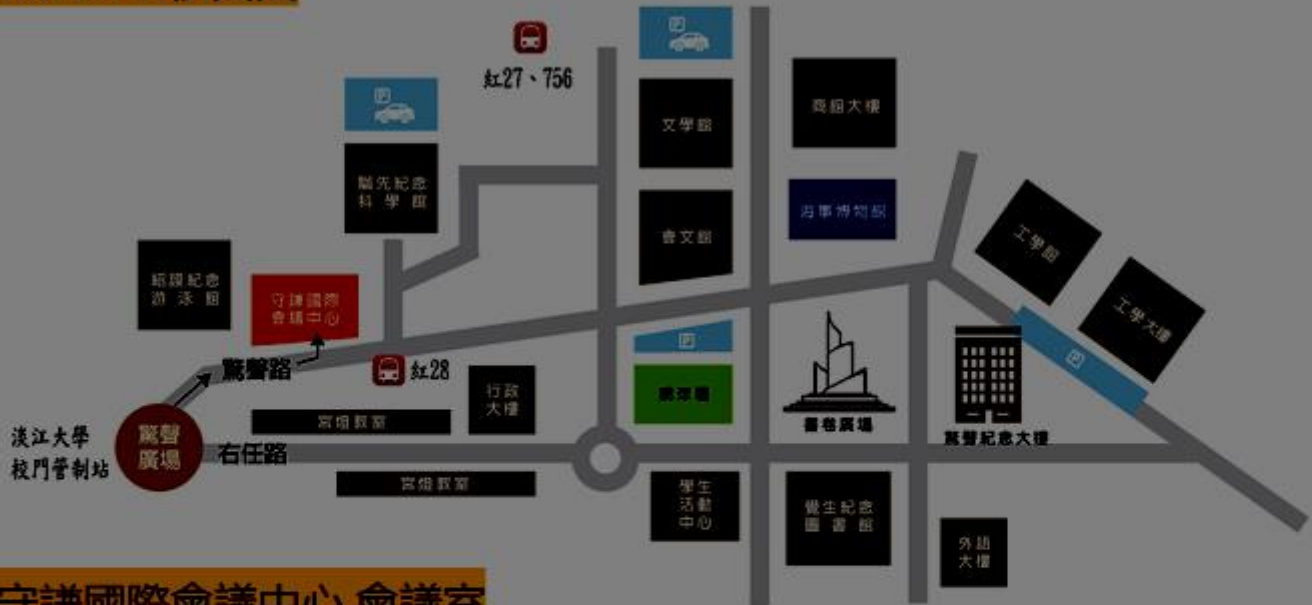 紅27、756
文學館
商館大樓
騮先紀念
科學館
海事博物館
會文館
工學館
工學大樓
紹謨紀念
游泳館
守謙國際
會議中心
驚聲路
紅28
行政
大樓
宮燈教室
書卷廣場
驚聲紀念大樓
淡江大學
校門管制站
驚聲
廣場
右任路
宮燈教室
學生
活動
中心
覺生紀念
圖書館
外語
大樓
守謙國際會議中心 會議室